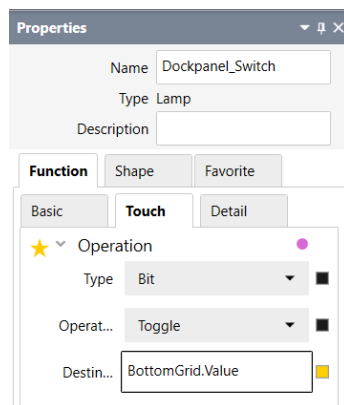 Properties
Name Dockpanel_Switch
Type Lamp
Description
Function Shape Favorite
Basic Touch Detail
Operation
Type Bit
Operat... Toggle
Destin... BottomGrid.Value